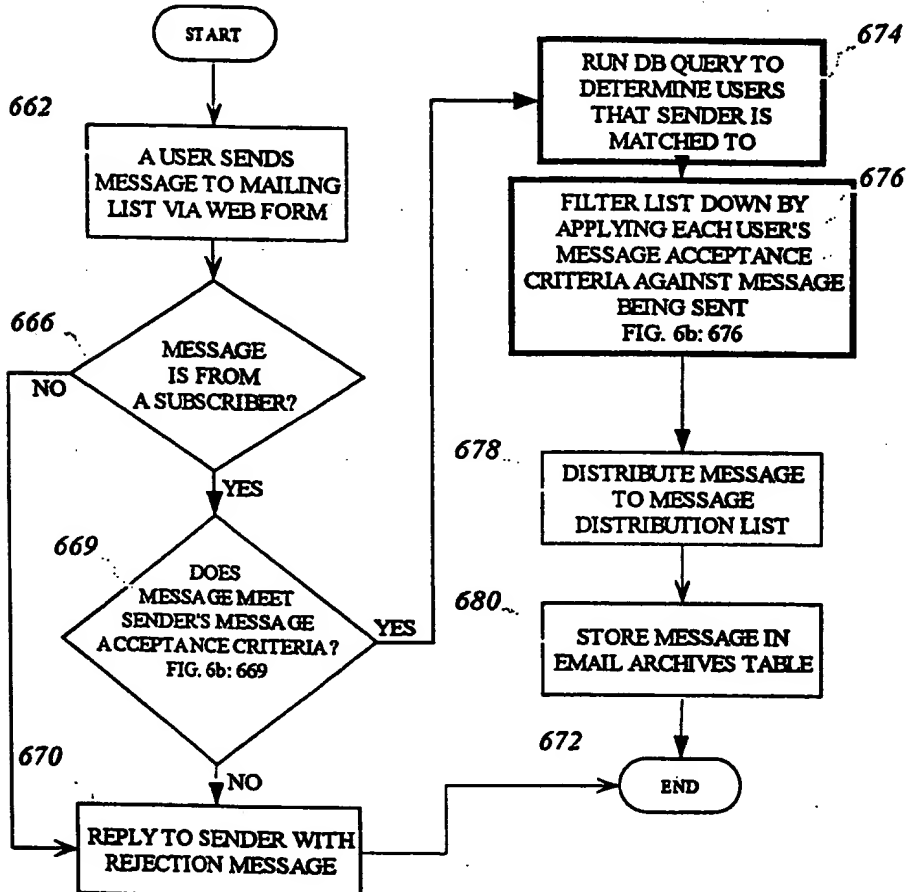 START
662
A USER SENDS
MESSAGE TO MAILING
LIST VIA WEB FORM
666
MESSAGE
IS FROM
A SUBSCRIBER?
NO
YES
669
DOES
MESSAGE MEET
SENDER'S MESSAGE
ACCEPTANCE CRITERIA?
FIG. 6b: 669
YES
NO
670
REPLY TO SENDER WITH
REJECTION MESSAGE
674
RUN DB QUERY TO
DETERMINE USERS
THAT SENDER IS
MATCHED TO
676
FILTER LIST DOWN BY
APPLYING EACH USER'S
MESSAGE ACCEPTANCE
CRITERIA AGAINST MESSAGE
BEING SENT
FIG. 6b: 676
678
DISTRIBUTE MESSAGE
TO MESSAGE
DISTRIBUTION LIST
680
STORE MESSAGE IN
EMAIL ARCHIVES TABLE
672
END